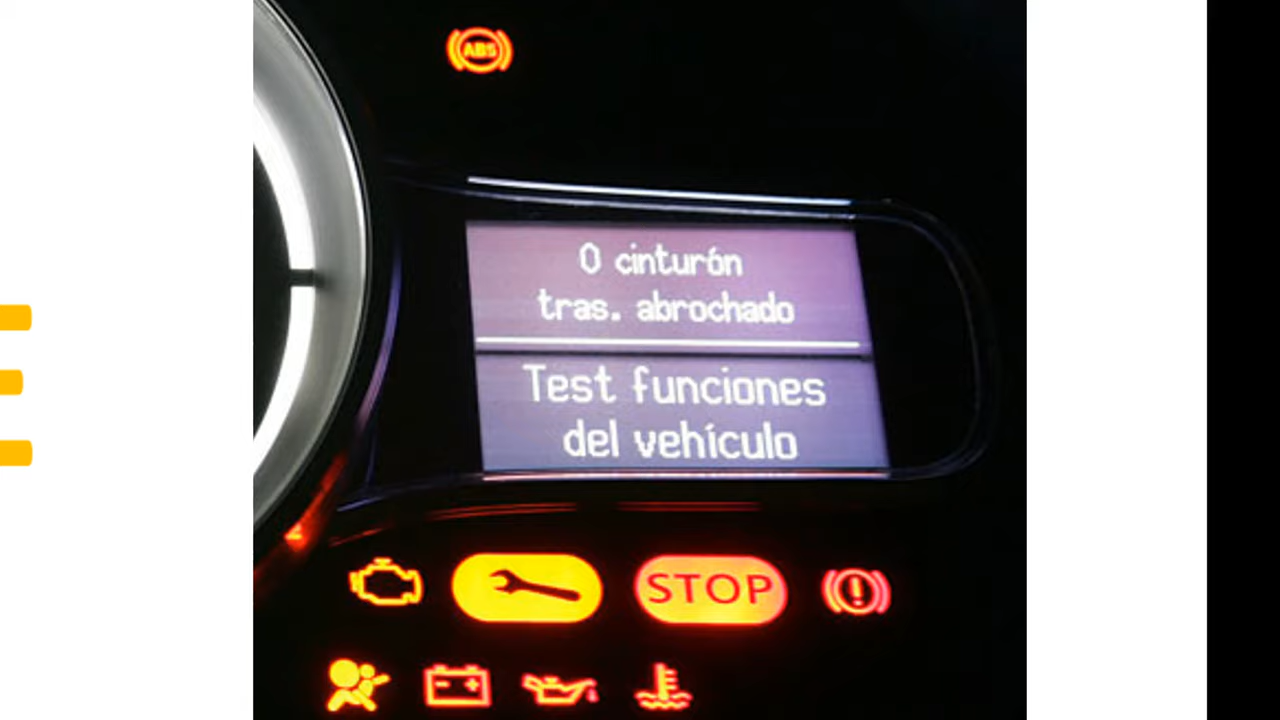 ABS
0 cinturón
tras. abrochado
Test funciones
del vehículo
STOP